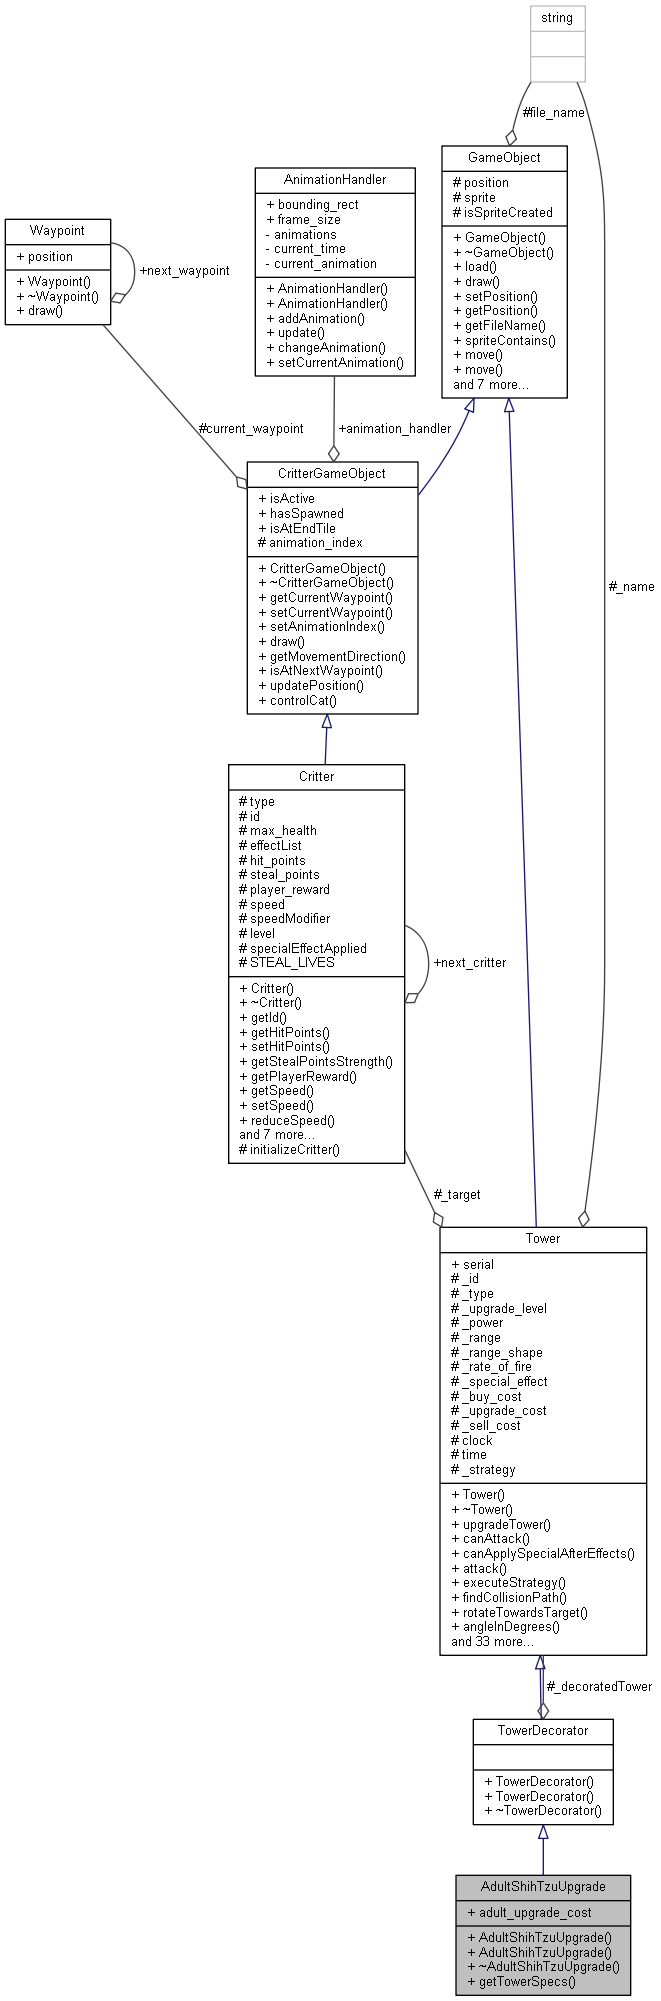 string
#file_name
GameObject
# position
# sprite
# isSpriteCreated
+ GameObject()
+ ~GameObject()
+ load()
+ draw()
+ setPosition()
+ getPosition()
+ getFileName()
+ spriteContains()
+ move()
+ move()
and 7 more...
AnimationHandler
+ bounding_rect
+ frame_size
- animations
- current_time
- current_animation
+ AnimationHandler()
+ AnimationHandler()
+ addAnimation()
+ update()
+ changeAnimation()
+ setCurrentAnimation()
Waypoint
+ position
+ Waypoint()
+ ~Waypoint()
+ draw()
+next_waypoint
#current_waypoint
+animation_handler
CritterGameObject
+ isActive
+ hasSpawned
+ isAtEndTile
# animation_index
+ CritterGameObject()
+ ~CritterGameObject()
+ getCurrentWaypoint()
+ setCurrentWaypoint()
+ setAnimationIndex()
+ draw()
+ getMovementDirection()
+ isAtNextWaypoint()
+ updatePosition()
+ controlCat()
#_name
Critter
# type
# id
# max_health
# effectList
# hit_points
# steal_points
# player_reward
# speed
# speedModifier
# level
# specialEffectApplied
# STEAL_LIVES
+ Critter()
+ ~Critter()
+ getId()
+ getHitPoints()
+ setHitPoints()
+ getStealPointsStrength()
+ getPlayerReward()
+ getSpeed()
+ setSpeed()
+ reduceSpeed()
and 7 more...
# initializeCritter()
+next_critter
#_target
Tower
+ serial
# _id
# _type
# _upgrade_level
# _power
# _range
# _range_shape
# _rate_of_fire
# _special_effect
# _buy_cost
# _upgrade_cost
# _sell_cost
# clock
# time
# _strategy
+ Tower()
+ ~Tower()
+ upgradeTower()
+ canAttack()
+ canApplySpecialAfterEffects()
+ attack()
+ executeStrategy()
+ findCollisionPath()
+ rotateTowardsTarget()
+ angleInDegrees()
and 33 more...
#_decoratedTower
TowerDecorator
+ TowerDecorator()
+ TowerDecorator()
+ ~TowerDecorator()
AdultShihTzuUpgrade
+ adult_upgrade_cost
+ AdultShihTzuUpgrade()
+ AdultShihTzuUpgrade()
+ ~AdultShihTzuUpgrade()
+ getTowerSpecs()